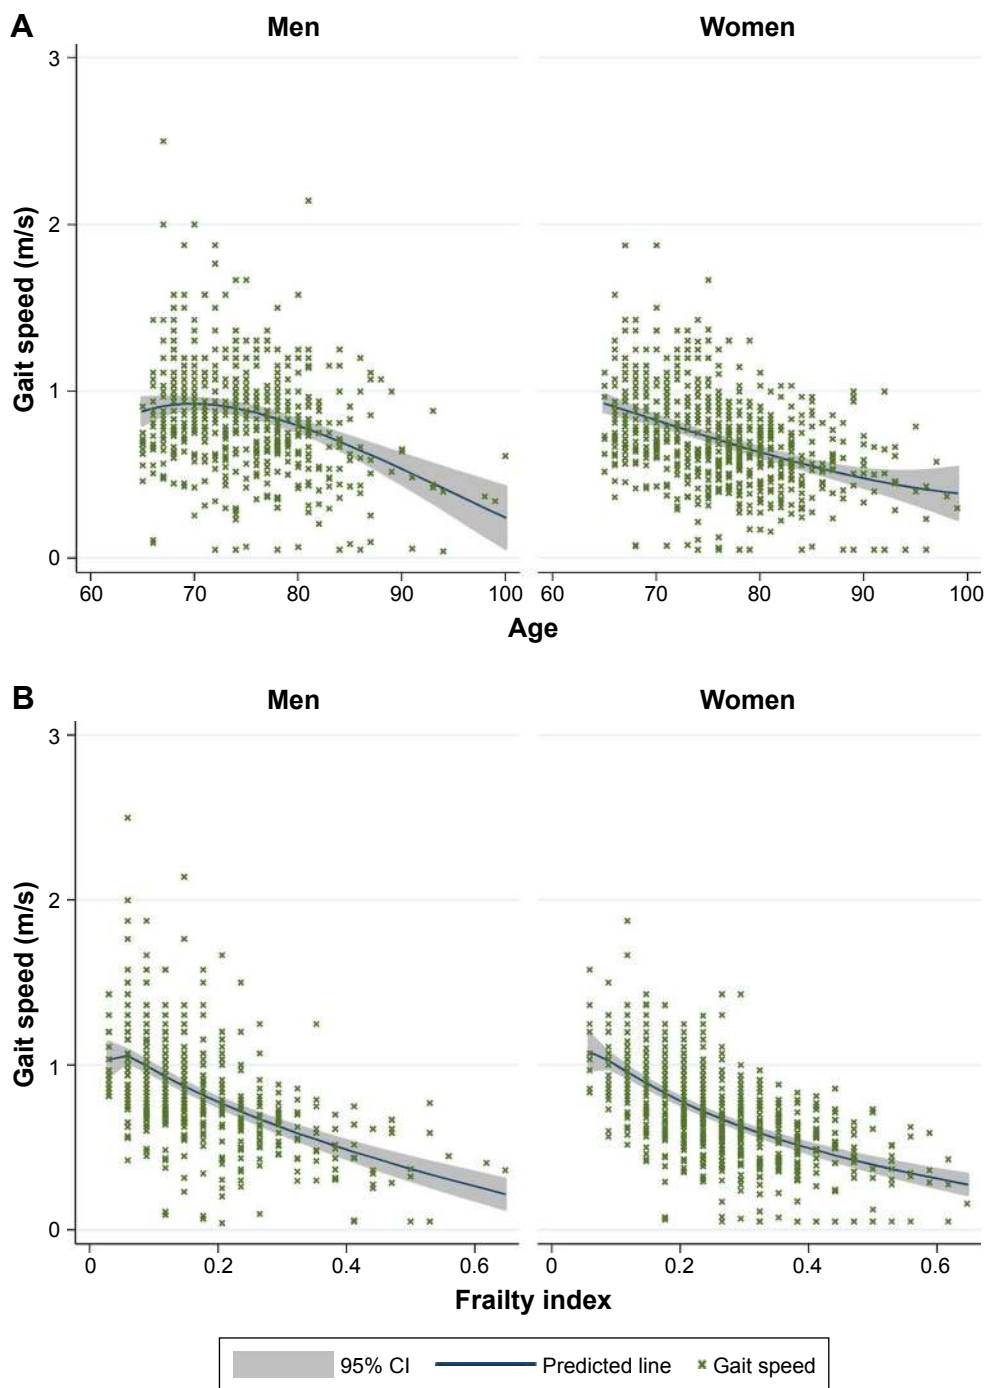 A
Men
Women
Gait speed (m/s)
3
2
1
0
60 70 80 90 100
60 70 80 90 100
Age
B
Men
Women
Gait speed (m/s)
3
2
1
0
0 0.2 0.4 0.6
0 0.2 0.4 0.6
Frailty index
95% CI Predicted line Gait speed